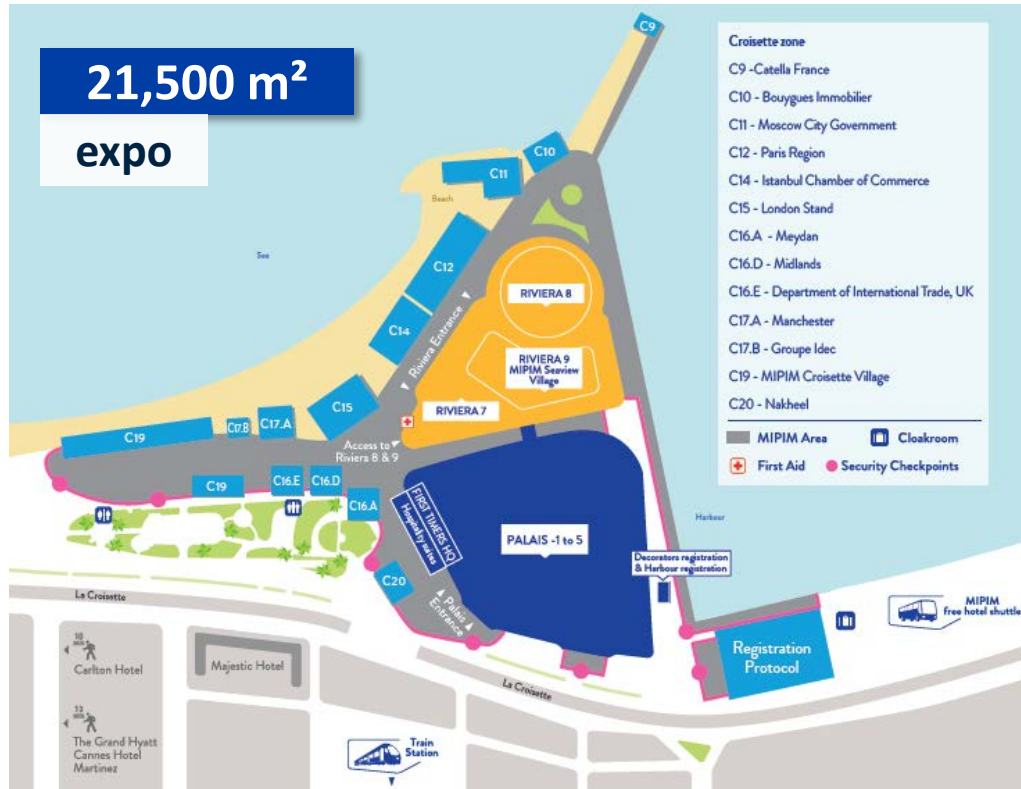 21,500 m²
expo
C9
Croisette zone
C9 -Catella France
C10 - Bouygues Immobilier
C11 - Moscow City Government
C12 - Paris Region
C14 - Istanbul Chamber of Commerce
C15 - London Stand
C16.A - Meydan
C16.D - Midlands
C16.E - Department of International Trade, UK
C17.A - Manchester
C17.B - Groupe Idec
C19 - MIPIM Croisette Village
C20 - Nakheel
MIPIM Area
Cloakroom
First Aid
Security Checkpoints
C10
C11
Beach
Sea
C12
RIVIERA 8
C14
Riviera Entrance
RIVIERA 9
MIPIM Seaview
Village
C15
RIVIERA 7
C17.B
C17.A
C19
Access to
Riviera 8 & 9
C19
C16.E
C16.D
C16.A
FIRST TIMERS HQ
Hospitality suites
PALAIS -1 to 5
Harbour
Decorators registration
& Harbour registration
C20
Palais
Entrance
La Croisette
MIPIM
free hotel shuttle
Registration
Protocol
10
MIN
Carlton Hotel
Majestic Hotel
La Croisette
13
MIN
The Grand Hyatt
Cannes Hotel
Martinez
Train
Station